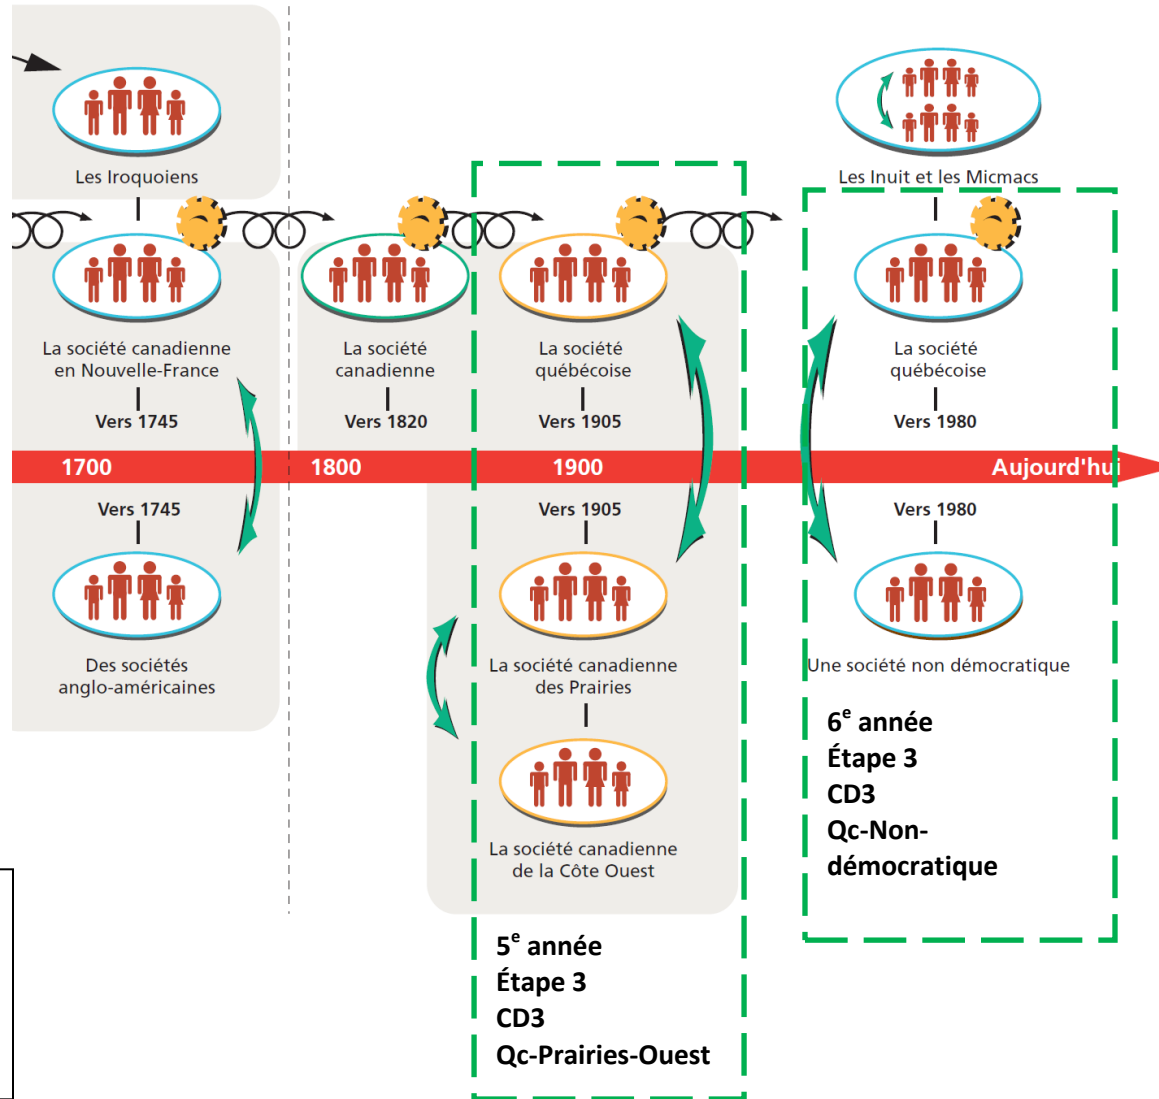 Les Iroquoiens
Les Inuit et les Micmacs
La société canadienne
en Nouvelle-France
Vers 1745
La société
canadienne
Vers 1820
La société
québécoise
Vers 1905
La société
québécoise
Vers 1980
1700
1800
1900
Aujourd'hui
Vers 1745
Des sociétés
anglo-américaines
Vers 1905
La société canadienne
des Prairies
La société canadienne
de la Côte Ouest
Vers 1980
Une société non démocratique
5e année
Étape 3
CD3
Qc-Prairies-Ouest
6e année
Étape 3
CD3
Qc-Non-
démocratique